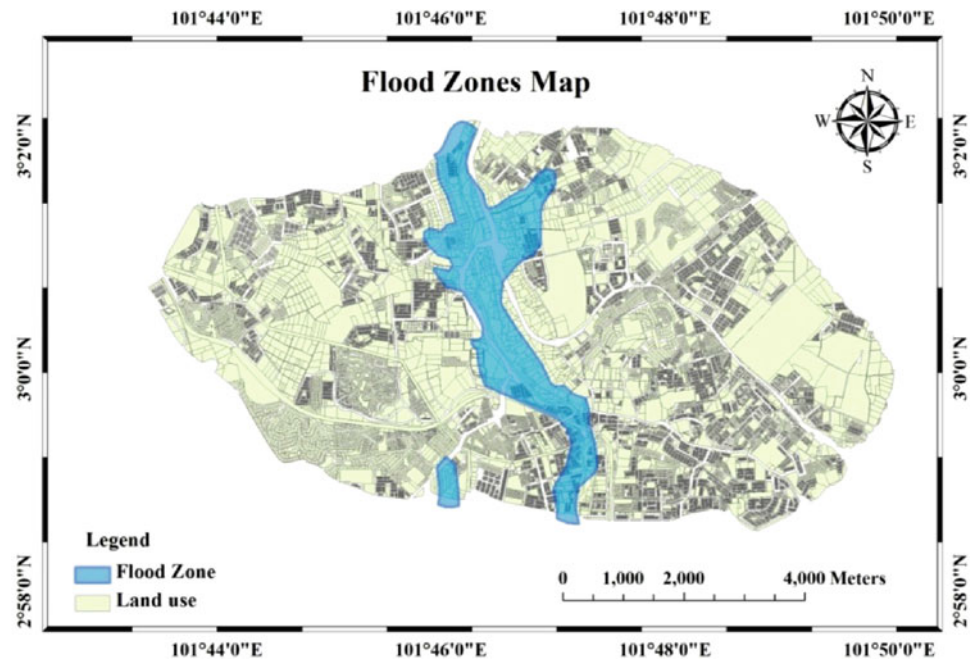 101°44'0"E 101°46'0"E 101°48'0"E 101°50'0"E
Flood Zones Map
N
W E
S
3°2'0"N 3°2'0"N
3°0'0"N 3°0'0"N
2°58'0"N 2°58'0"N
Legend
Flood Zone
Land use
0 1,000 2,000 4,000 Meters
101°44'0"E 101°46'0"E 101°48'0"E 101°50'0"E